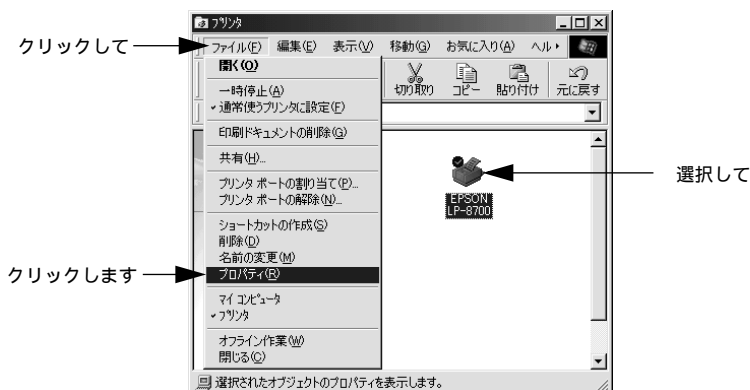 プリンタ
クリックして
ファイル(F) 編集(E) 表示(V) 移動(G) お気に入り(A) ヘル
開く(O)
切り取り コピー 貼り付け 元に戻す
一時停止(A)
通常使うプリンタに設定(F)
印刷ドキュメントの削除(G)
共有(H)...
選択して
プリンタ ポートの割り当て(P)...
プリンタ ポートの解除(N)...
EPSON
LP-8700
ショートカットの作成(S)
削除(D)
名前の変更(M)
クリックします
プロパティ(R)
マイ コンピュータ
プリンタ
オフライン作業(W)
閉じる(C)
選択されたオブジェクトのプロパティを表示します。